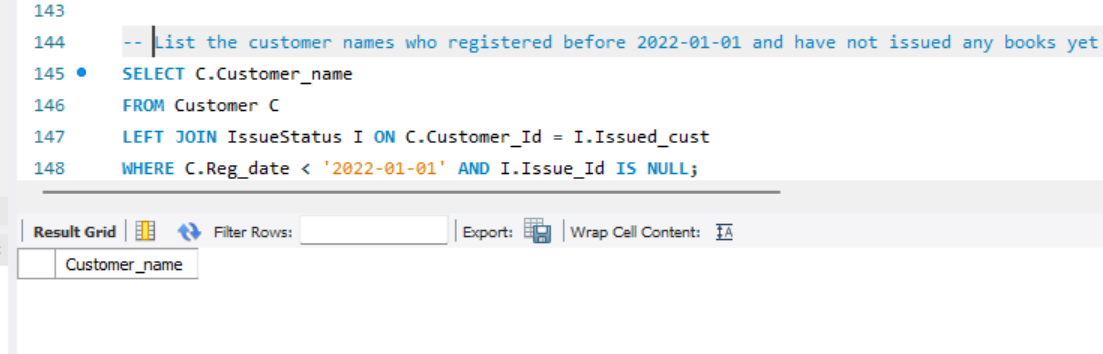 143
144 -- List the customer names who registered before 2022-01-01 and have not issued any books yet
145 SELECT C.Customer_name
146 FROM Customer C
147 LEFT JOIN IssueStatus I ON C.Customer_Id = I.Issued_cust
148 WHERE C.Reg_date < '2022-01-01' AND I.Issue_Id IS NULL;
Result Grid Filter Rows: Export: Wrap Cell Content: IA
Customer_name